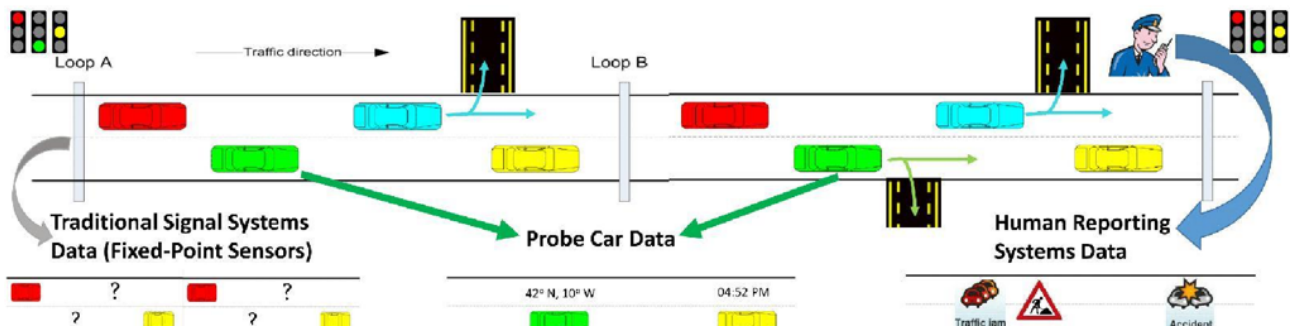 Loop A
Traffic direction
Loop B
Traditional Signal Systems
Data (Fixed-Point Sensors)
Probe Car Data
Human Reporting
Systems Data
? ?
? ?
42° N, 10° W 04:52 PM
Traffic jam
Accident